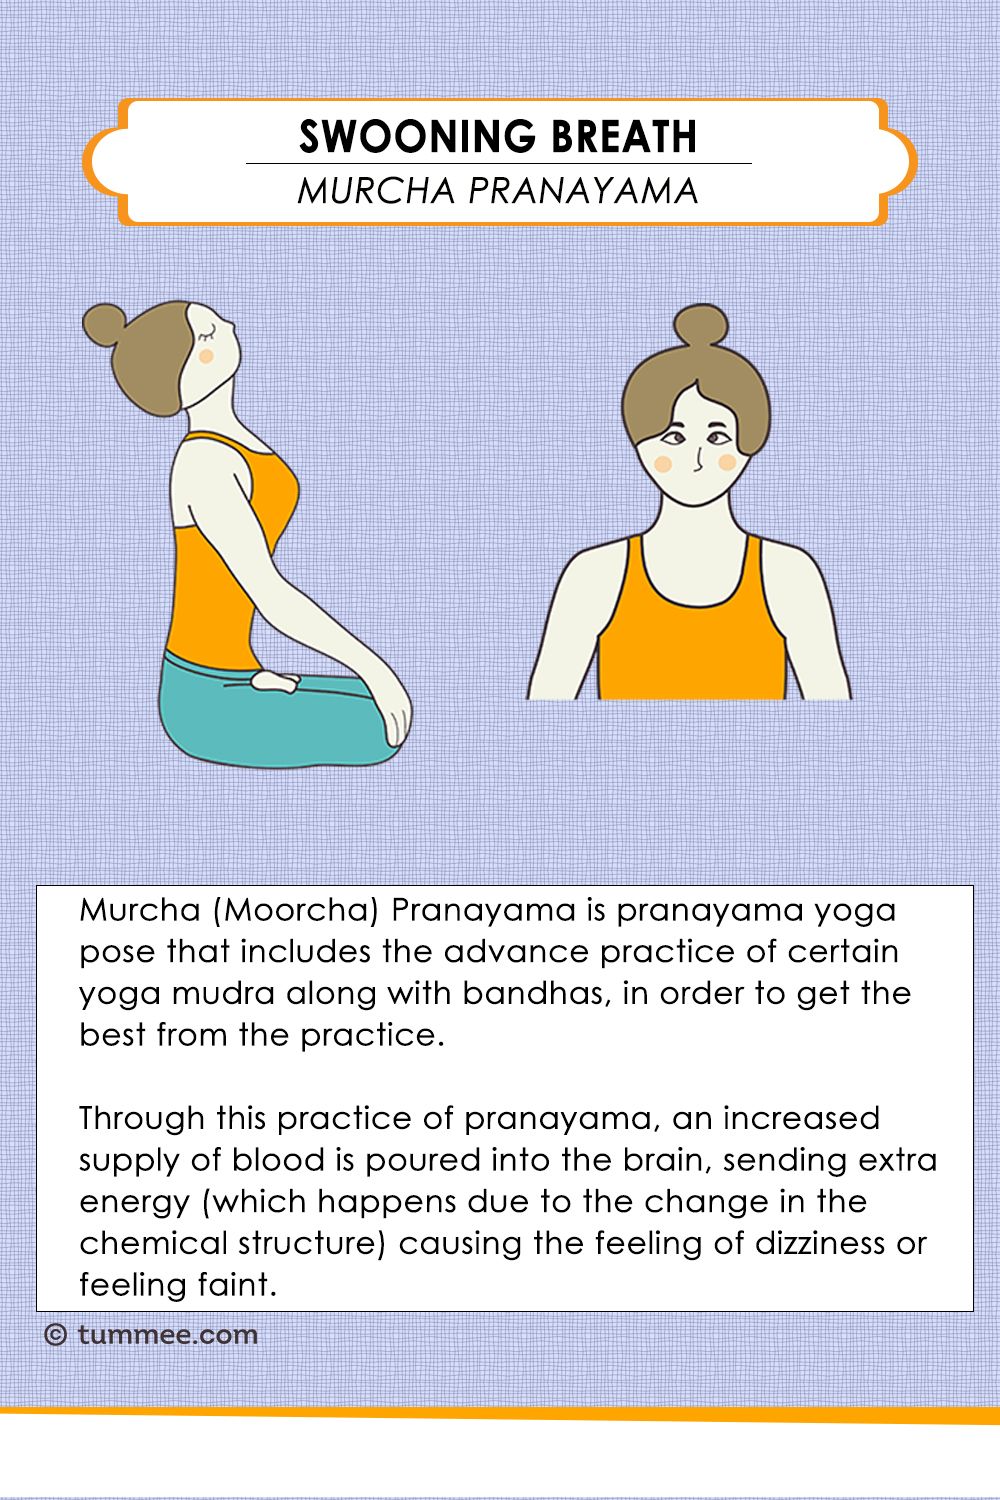 SWOONING BREATH
MURCHA PRANAYAMA
Murcha (Moorcha) Pranayama is pranayama yoga
pose that includes the advance practice of certain
yoga mudra along with bandhas, in order to get the
best from the practice.
Through this practice of pranayama, an increased
supply of blood is poured into the brain, sending extra
energy (which happens due to the change in the
chemical structure) causing the feeling of dizziness or
feeling faint.
© tummee.com